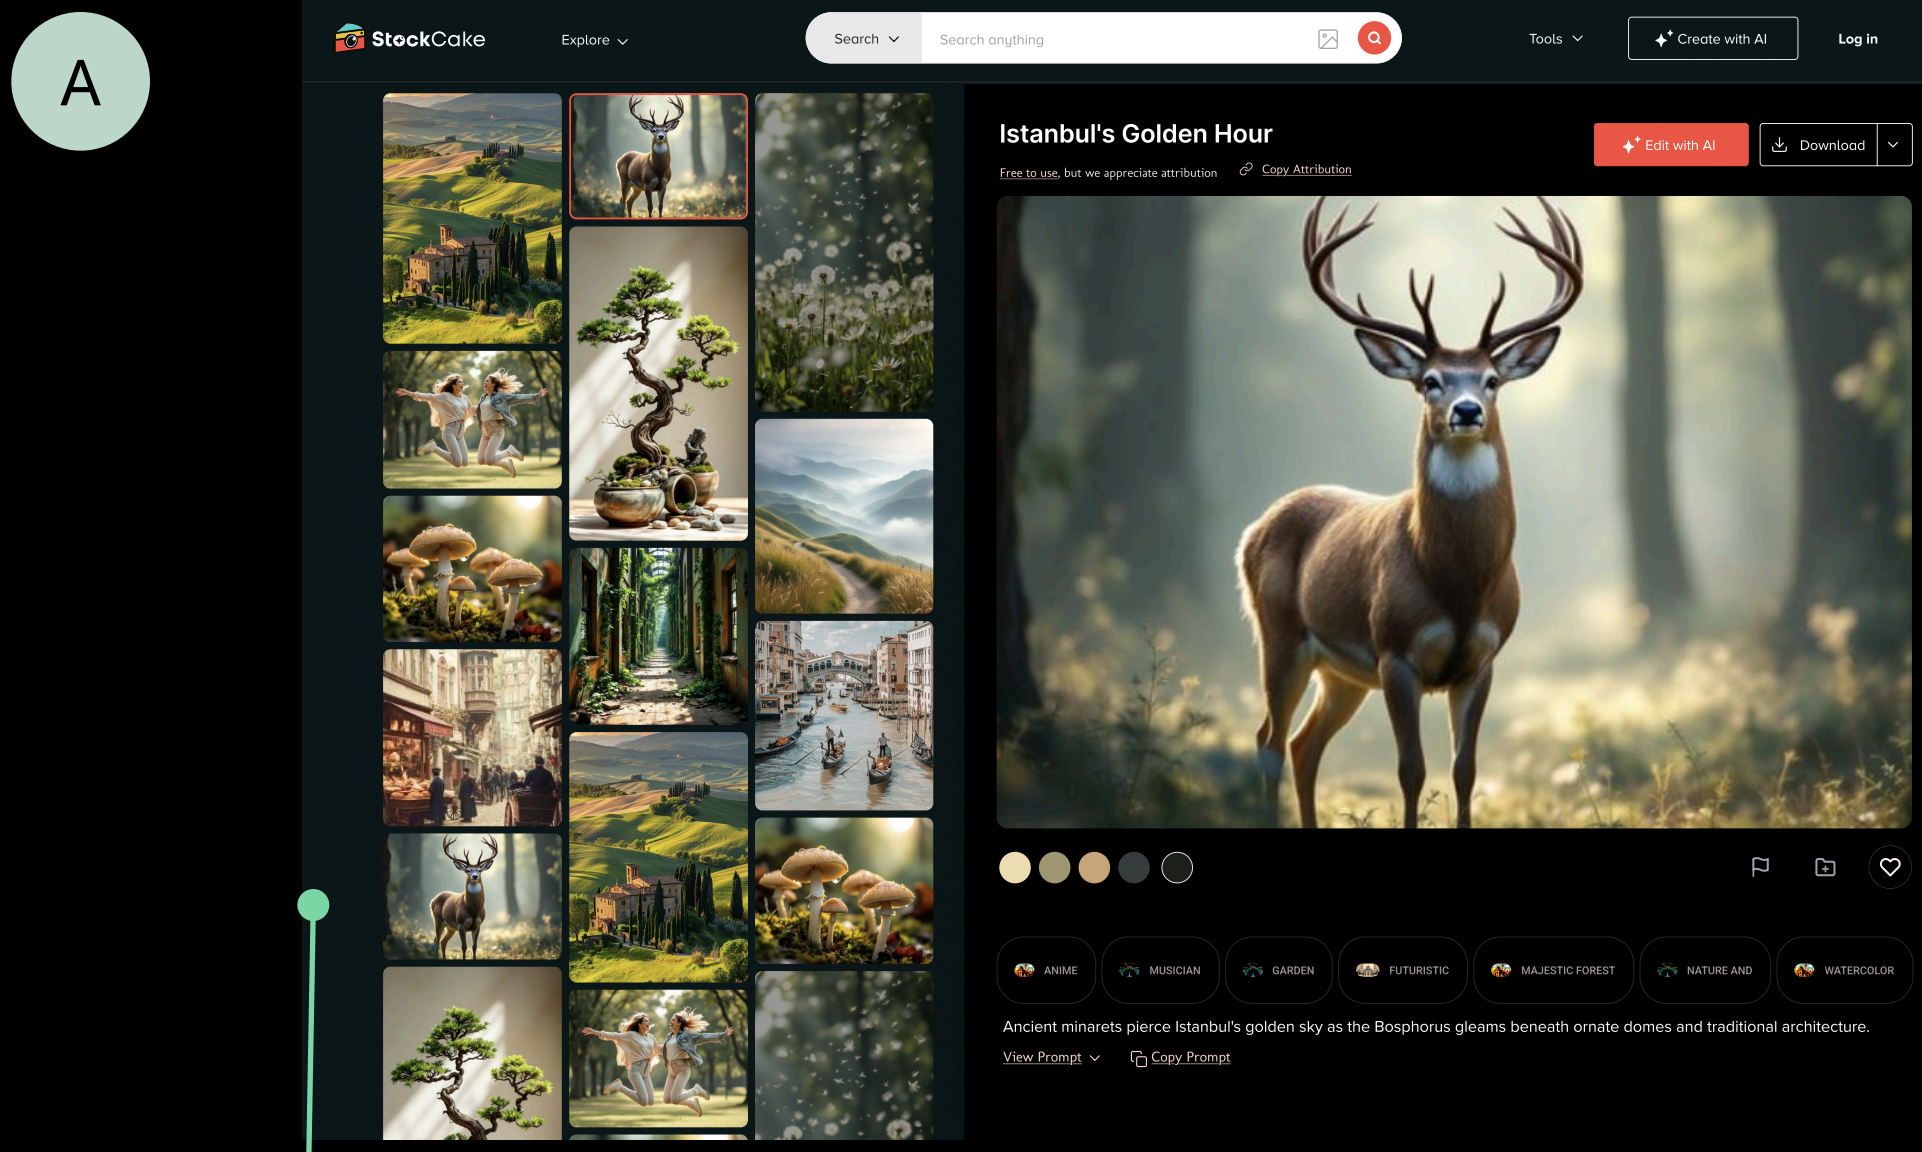 A
StockCake
Explore
Search
Search anything
Tools
Create with AI
Log in
Istanbul's Golden Hour
Free to use, but we appreciate attribution
Copy Attribution
Edit with AI
Download
ANIME
MUSICIAN
GARDEN
FUTURISTIC
MAJESTIC FOREST
NATURE AND
WATERCOLOR
Ancient minarets pierce Istanbul's golden sky as the Bosphorus gleams beneath ornate domes and traditional architecture.
View Prompt
Copy Prompt